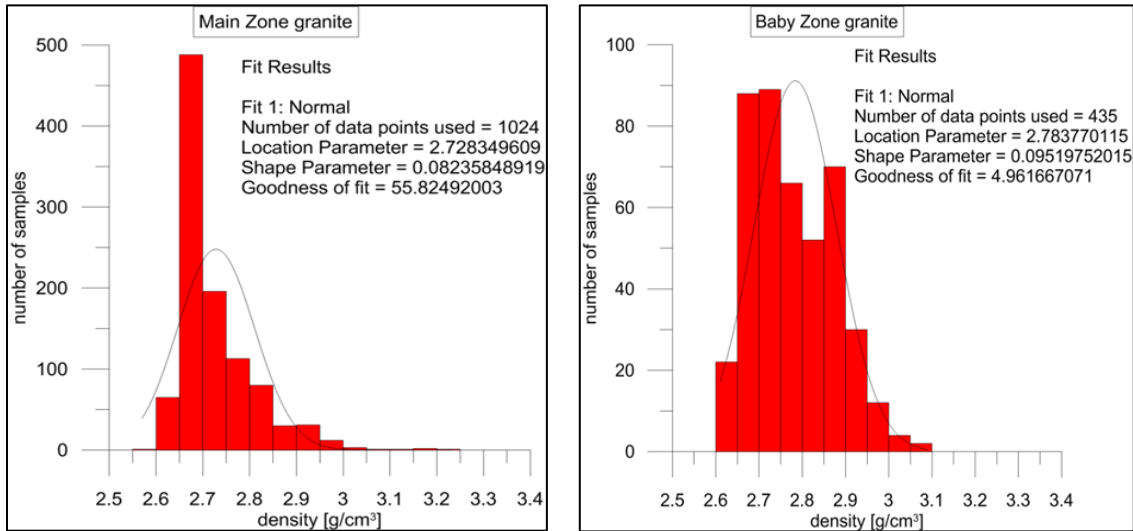 Main Zone granite
500
400
300
200
100
0
number of samples
Fit Results
Fit 1: Normal
Number of data points used = 1024
Location Parameter = 2.728349609
Shape Parameter = 0.08235848919
Goodness of fit = 55.82492003
2.5 2.6 2.7 2.8 2.9 3 3.1 3.2 3.3 3.4
density [g/cm³]
Baby Zone granite
100
80
60
40
20
0
number of samples
Fit Results
Fit 1: Normal
Number of data points used = 435
Location Parameter = 2.783770115
Shape Parameter = 0.09519752015
Goodness of fit = 4.961667071
2.5 2.6 2.7 2.8 2.9 3 3.1 3.2 3.3 3.4
density [g/cm³]